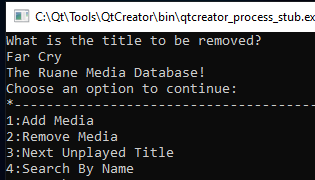 C:\Qt\Tools\QtCreator\bin\qtcreator_process_stub.ex
What is the title to be removed?
Far Cry
The Ruane Media Database!
Choose an option to continue:
*------------------------------------
1:Add Media
2:Remove Media
3:Next Unplayed Title
4:Search By Name